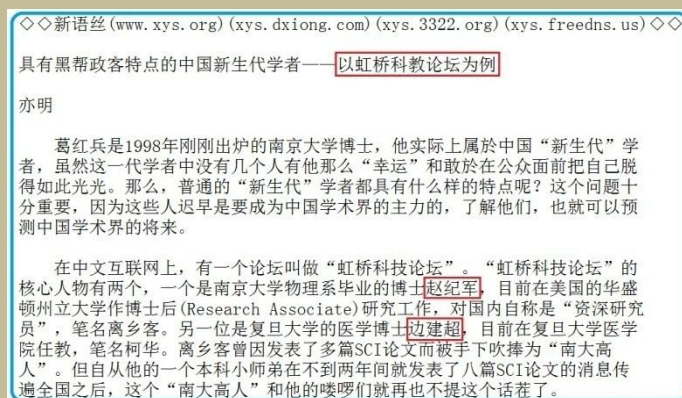 ◇◇新语丝(www.xys.org)(xys.dxiong.com)(xys.3322.org)(xys.freedns.us)◇◇
具有黑帮政客特点的中国新生代学者——以虹桥科教论坛为例
亦明
葛红兵是1998年刚刚出炉的南京大学博士，他实际上属於中国“新生代”学
者，虽然这一代学者中没有几个人有他那么“幸运”和敢於在公众面前把自己脱
得如此光光。那么，普通的“新生代”学者都具有什么样的特点呢？这个问题十
分重要，因为这些人迟早是要成为中国学术界的主力的，了解他们，也就可以预
测中国学术界的将来。
在中文互联网上，有一个论坛叫做“虹桥科技论坛”。“虹桥科技论坛”的
核心人物有两个，一个是南京大学物理系毕业的博士赵纪军，目前在美国的华盛
顿州立大学作博士后(Research Associate)研究工作，对国内自称是“资深研究
员”，笔名离乡客。另一位是复旦大学的医学博士边建超，目前在复旦大学医学
院任教，笔名柯华。离乡客曾因发表了多篇SCI论文而被手下吹捧为“南大高
人”。但自从他的一个本科小师弟在不到两年间就发表了八篇SCI论文的消息传
遍全国之后，这个“南大高人”和他的喽啰们就再也不提这个话茬了。